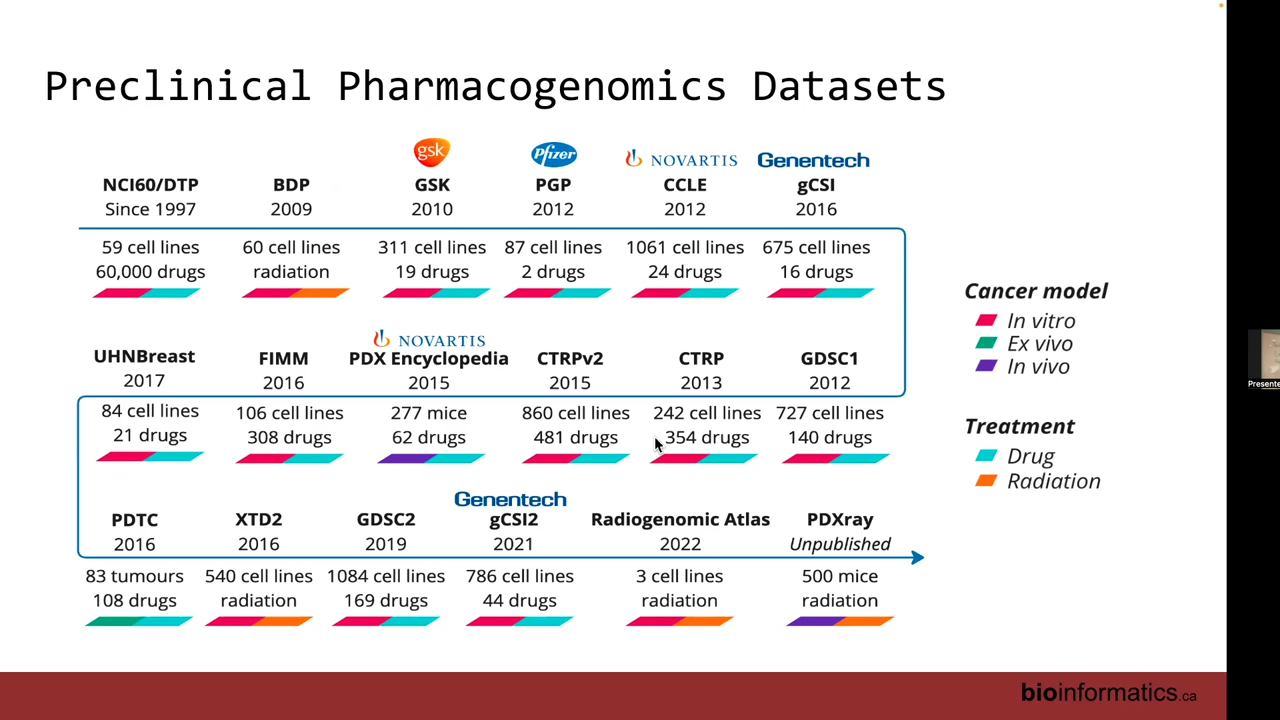 Preclinical Pharmacogenomics Datasets
gsk
Pfizer
NOVARTIS
Genentech
NCI60/DTP
Since 1997
59 cell lines
60,000 drugs
BDP
2009
60 cell lines
radiation
GSK
2010
311 cell lines
19 drugs
PGP
2012
87 cell lines
2 drugs
CCLE
2012
1061 cell lines
24 drugs
gCSI
2016
675 cell lines
16 drugs
UHNBreast
2017
84 cell lines
21 drugs
FIMM
2016
106 cell lines
308 drugs
NOVARTIS
PDX Encyclopedia
2015
277 mice
62 drugs
CTRPv2
2015
860 cell lines
481 drugs
CTRP
2013
242 cell lines
354 drugs
GDSC1
2012
727 cell lines
140 drugs
PDTC
2016
83 tumours
108 drugs
XTD2
2016
540 cell lines
radiation
GDSC2
2019
1084 cell lines
169 drugs
Genentech
gCSI2
2021
786 cell lines
44 drugs
Radiogenomic Atlas
2022
3 cell lines
radiation
PDXray
Unpublished
500 mice
radiation
Cancer model
In vitro
Ex vivo
In vivo
Treatment
Drug
Radiation
bioinformatics.ca